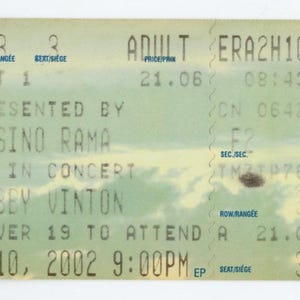 3 ADULT ERA2H10
ANGÉE SEAT/SIÈGE PRICE/PRIX
T 1 21.06 08:4
ESENTED BY CN 064
SINO RAMA E2
SEC./SEC.
IN CONCERT
BBY VINTON
ROW/RANGÉE
VER 19 TO ATTEND A 21.0
10, 2002 9:00PM EP SEAT/SIÈGE